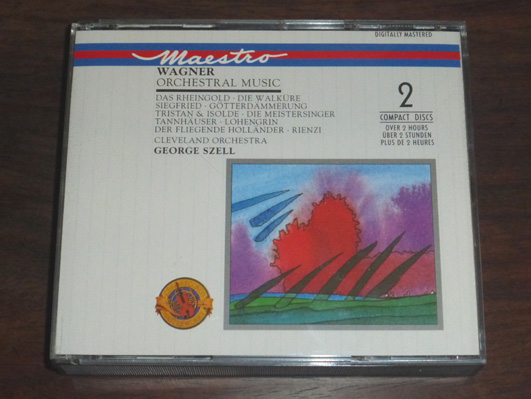 DIGITALLY MASTERED
Maestro
WAGNER
ORCHESTRAL MUSIC
DAS RHEINGOLD · DIE WALKÜRE
SIEGFRIED · GÖTTERDÄMMERUNG
TRISTAN & ISOLDE · DIE MEISTERSINGER
TANNHÄUSER · LOHENGRIN
DER FLIEGENDE HOLLÄNDER · RIENZI
CLEVELAND ORCHESTRA
GEORGE SZELL
2
COMPACT DISCS
OVER 2 HOURS
ÜBER 2 STUNDEN
PLUS DE 2 HEURES